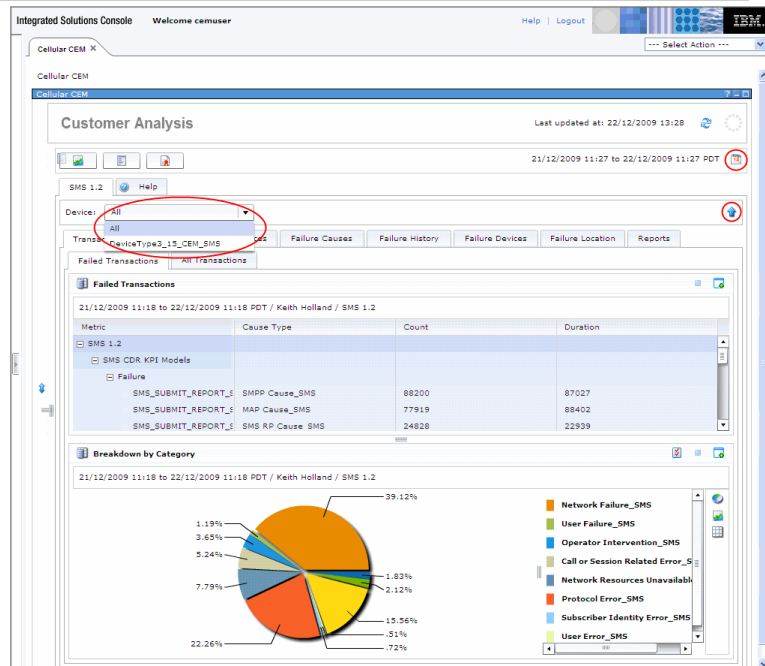 Integrated Solutions Console Welcome cemuser Help | Logout IBM.
Cellular CEM X --- Select Action ---
Cellular CEM
Cellular CEM
Customer Analysis Last updated at: 22/12/2009 13:28
21/12/2009 11:27 to 22/12/2009 11:27 PDT
SMS 1.2 Help
Device: All
All
DeviceType3_15_CEM_SMS
Failure Causes Failure History Failure Devices Failure Location Reports
Failed Transactions All Transactions
Failed Transactions
21/12/2009 11:18 to 22/12/2009 11:18 PDT / Keith Holland / SMS 1.2
Metric Cause Type Count Duration
SMS 1.2
SMS CDR KPI Models
Failure
SMS_SUBMIT_REPORT_S SMPP Cause_SMS 88200 87027
SMS_SUBMIT_REPORT_S MAP Cause_SMS 77919 88402
SMS_SUBMIT_REPORT_S SMS RP Cause SMS 24828 22939
Breakdown by Category
21/12/2009 11:18 to 22/12/2009 11:18 PDT / Keith Holland / SMS 1.2
39.12%
1.19%
3.65%
5.24%
7.79%
22.26%
1.83%
2.12%
15.56%
.51%
.72%
Network Failure_SMS
User Failure_SMS
Operator Intervention_SMS
Call or Session Related Error_S
Network Resources Unavailabl
Protocol Error_SMS
Subscriber Identity Error_SMS
User Error_SMS